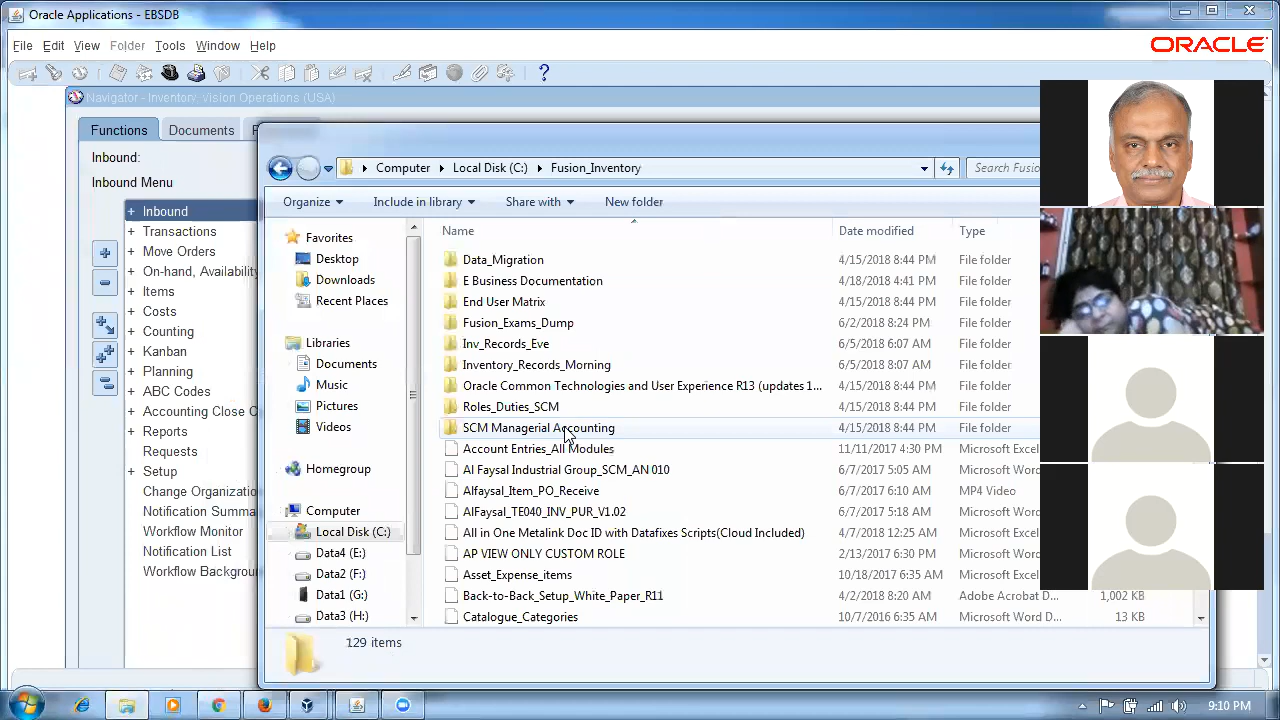 Oracle Applications - EBSDB
File Edit View Folder Tools Window Help
ORACLE
Navigator - Inventory, Vision Operations (USA)
Functions Documents P
Inbound:
Inbound Menu
+ Inbound
+ Transactions
+ Move Orders
+ On-hand, Availability
+ Items
+ Costs
+ Counting
+ Kanban
+ Planning
+ ABC Codes
+ Accounting Close C
+ Reports
Requests
+ Setup
Change Organizatio
Notification Summa
Workflow Monitor
Notification List
Workflow Backgrou
Computer Local Disk (C:) Fusion_Inventory
Search Fusio
Organize Include in library Share with New folder
Favorites
Desktop
Downloads
Recent Places
Libraries
Documents
Music
Pictures
Videos
Homegroup
Computer
Local Disk (C:)
Data4 (E:)
Data2 (F:)
Data1 (G:)
Data3 (H:)
Name Date modified Type
Data_Migration 4/15/2018 8:44 PM File folder
E Business Documentation 4/18/2018 4:41 PM File folder
End User Matrix 4/15/2018 8:44 PM File folder
Fusion_Exams_Dump 6/2/2018 8:24 PM File folder
Inv_Records_Eve 6/5/2018 6:07 AM File folder
Inventory_Records_Morning 6/5/2018 6:07 AM File folder
Oracle Common Technologies and User Experience R13 (updates 1... 4/15/2018 8:44 PM File folder
Roles_Duties_SCM 4/15/2018 8:44 PM File folder
SCM Managerial Accounting 4/15/2018 8:44 PM File folder
Account Entries_All Modules 11/11/2017 4:30 PM Microsoft Excel
Al Faysal Industrial Group_SCM_AN 010 6/7/2017 5:05 AM Microsoft Excel
Alfaysal_Item_PO_Receive 6/7/2017 6:10 AM MP4 Video
AlFaysal_TE040_INV_PUR_V1.02 6/7/2017 5:18 AM Microsoft Word
All in One Metalink Doc ID with Datafixes Scripts(Cloud Included) 4/7/2018 12:25 AM Microsoft Excel
AP VIEW ONLY CUSTOM ROLE 2/13/2017 6:30 PM Microsoft Word
Asset_Expense_items 10/18/2017 6:35 AM Microsoft Excel
Back-to-Back_Setup_White_Paper_R11 4/2/2018 8:20 AM Adobe Acrobat D... 1,002 KB
Catalogue_Categories 10/7/2016 6:35 AM Microsoft Word D... 13 KB
129 items
9:10 PM